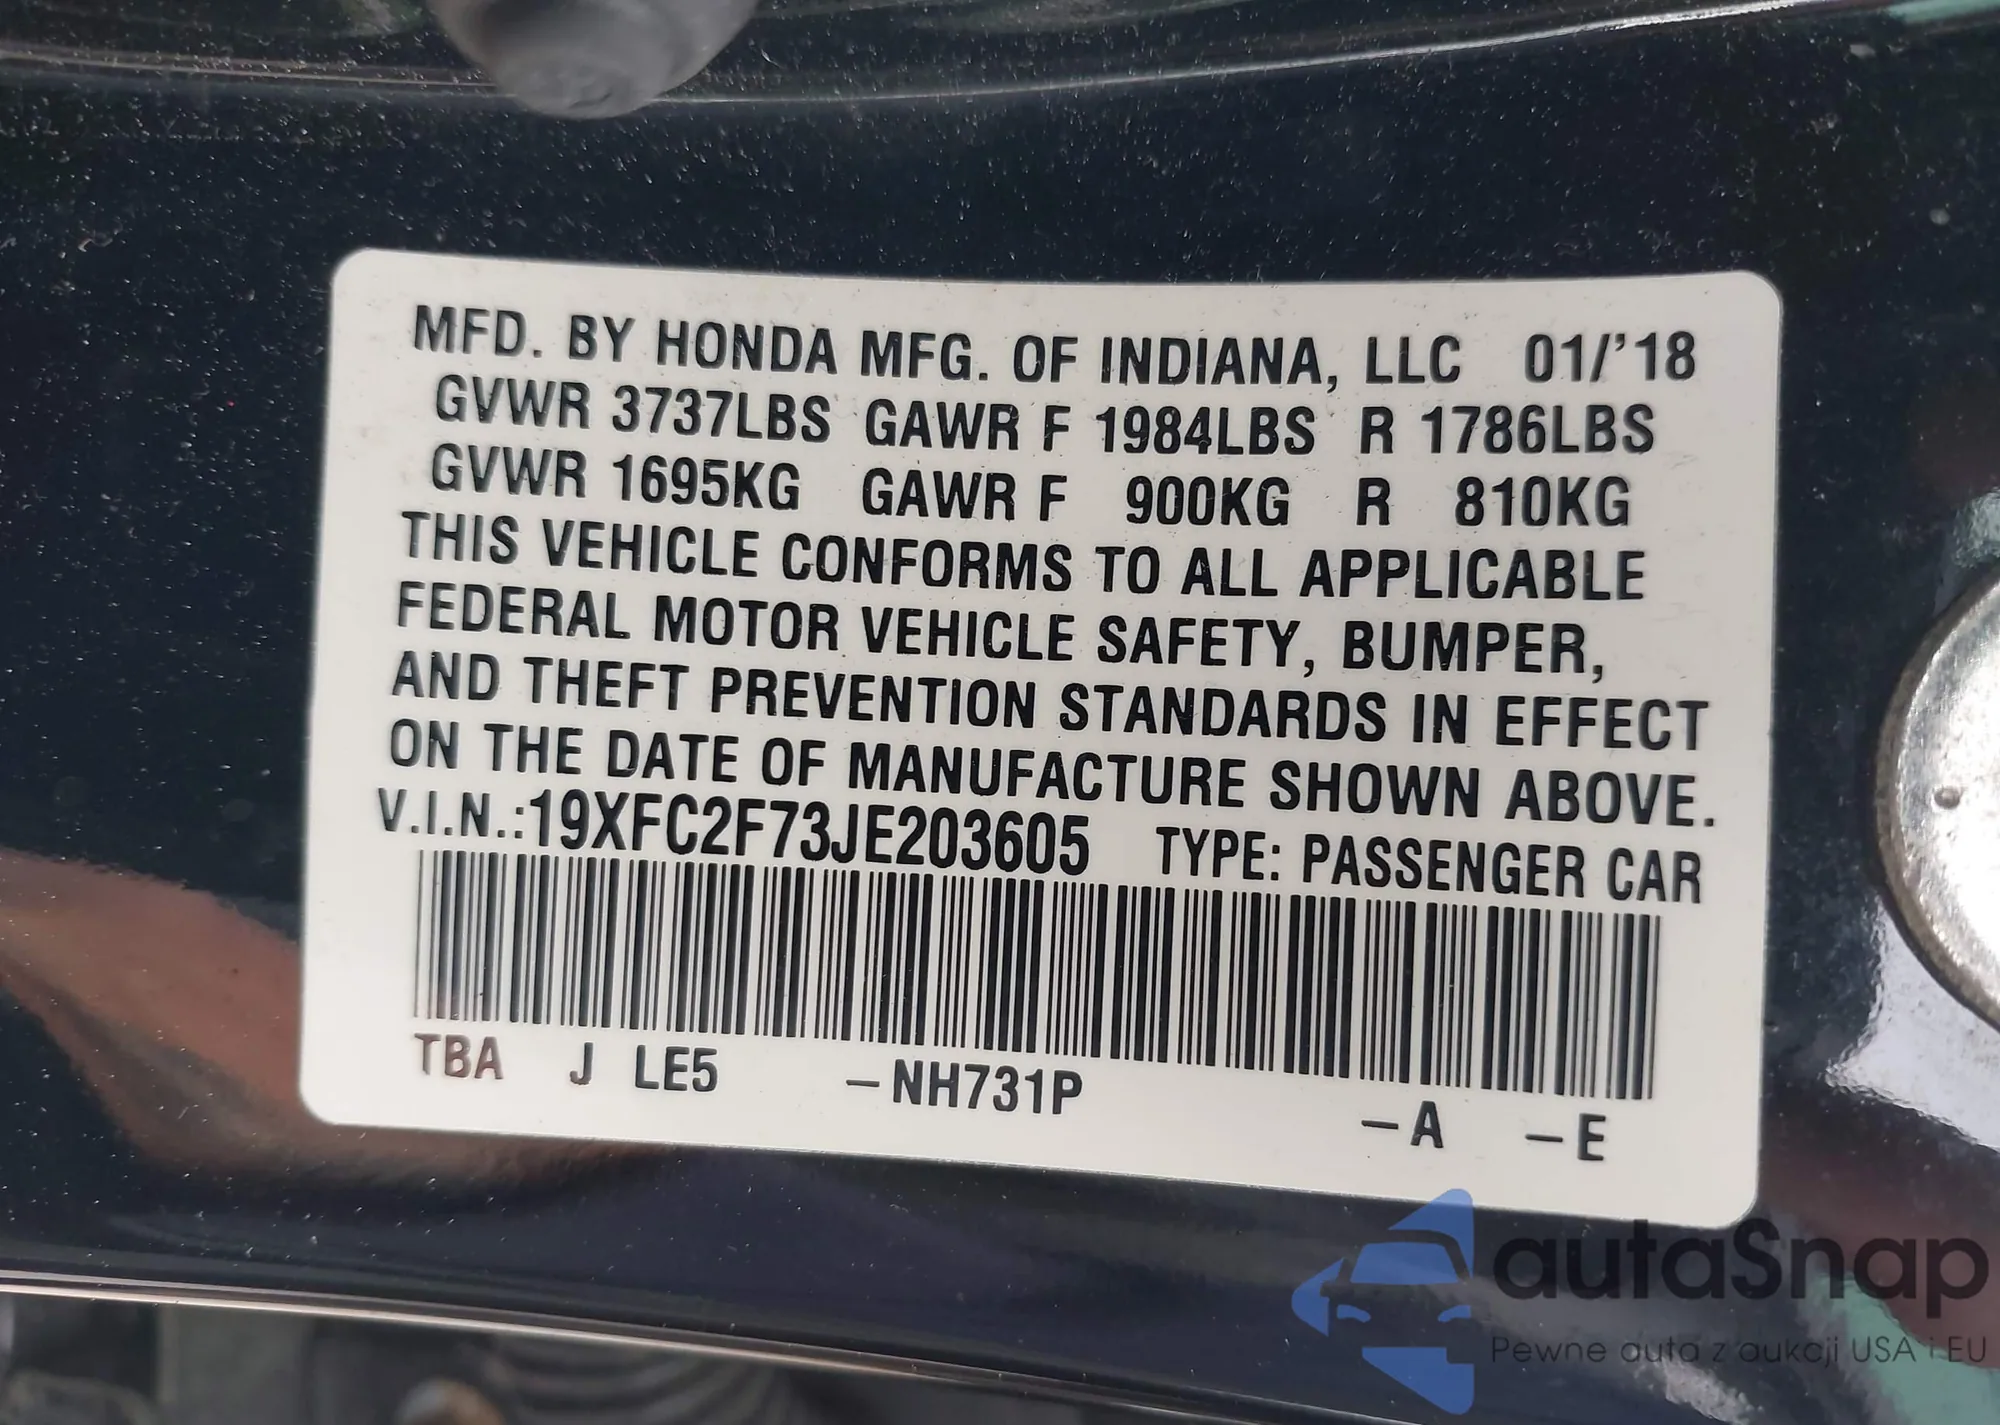 MFD. BY HONDA MFG. OF INDIANA, LLC 01/'18
GVWR 3737LBS GAWR F 1984LBS R 1786LBS
GVWR 1695KG GAWR F 900KG R 810KG
THIS VEHICLE CONFORMS TO ALL APPLICABLE
FEDERAL MOTOR VEHICLE SAFETY, BUMPER,
AND THEFT PREVENTION STANDARDS IN EFFECT
ON THE DATE OF MANUFACTURE SHOWN ABOVE.
V.I.N.:19XFC2F73JE203605 TYPE: PASSENGER CAR
TBA J LE5 –NH731P –A –E
autaSnap
Pewne auta z aukcji USA i EU